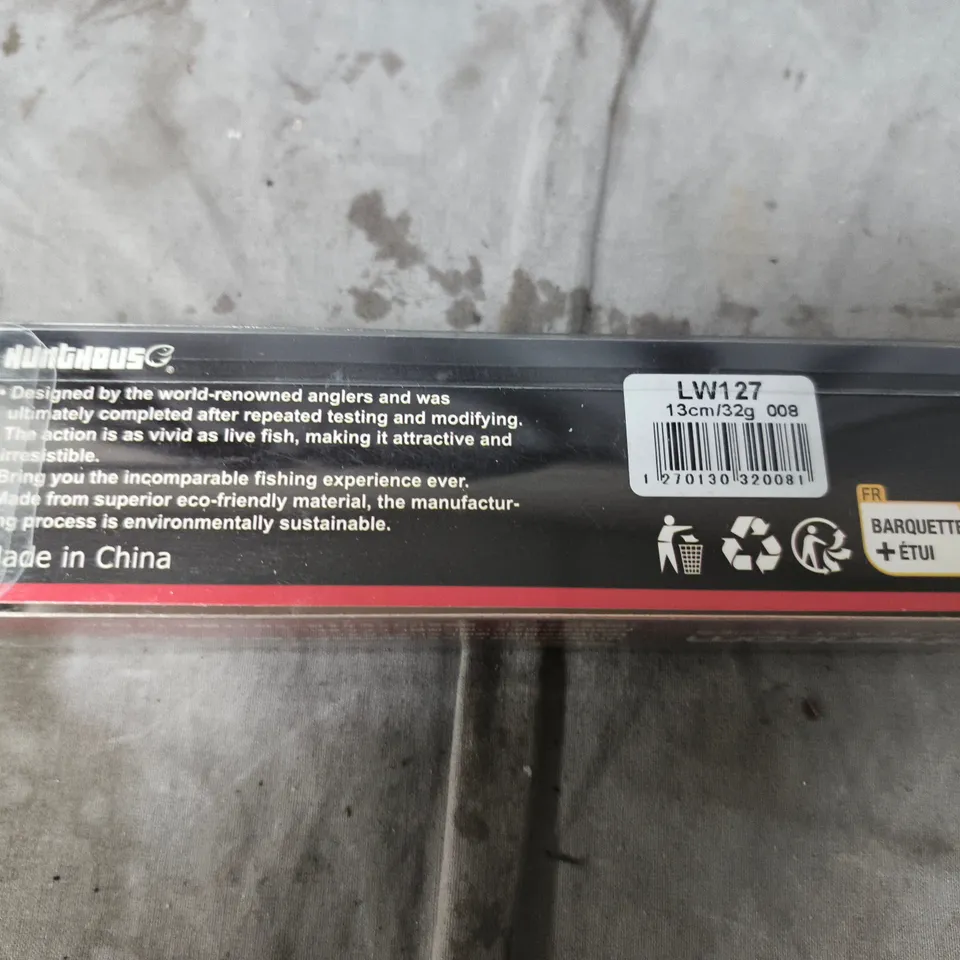 HUNTHOUSE®
• Designed by the world-renowned anglers and was
ultimately completed after repeated testing and modifying.
The action is as vivid as live fish, making it attractive and
irresistible.
Bring you the incomparable fishing experience ever.
Made from superior eco-friendly material, the manufactur-
ng process is environmentally sustainable.
Made in China
LW127
13cm/32g 008
1 270130 320081
FR
BARQUETTE
+ ÉTUI